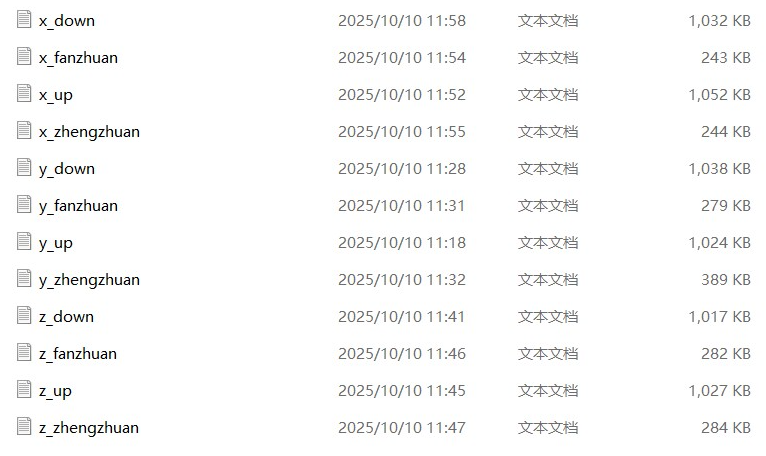 x_down 2025/10/10 11:58 文本文档 1,032 KB
x_fanzhuan 2025/10/10 11:54 文本文档 243 KB
x_up 2025/10/10 11:52 文本文档 1,052 KB
x_zhengzhuan 2025/10/10 11:55 文本文档 244 KB
y_down 2025/10/10 11:28 文本文档 1,038 KB
y_fanzhuan 2025/10/10 11:31 文本文档 279 KB
y_up 2025/10/10 11:18 文本文档 1,024 KB
y_zhengzhuan 2025/10/10 11:32 文本文档 389 KB
z_down 2025/10/10 11:41 文本文档 1,017 KB
z_fanzhuan 2025/10/10 11:46 文本文档 282 KB
z_up 2025/10/10 11:45 文本文档 1,027 KB
z_zhengzhuan 2025/10/10 11:47 文本文档 284 KB